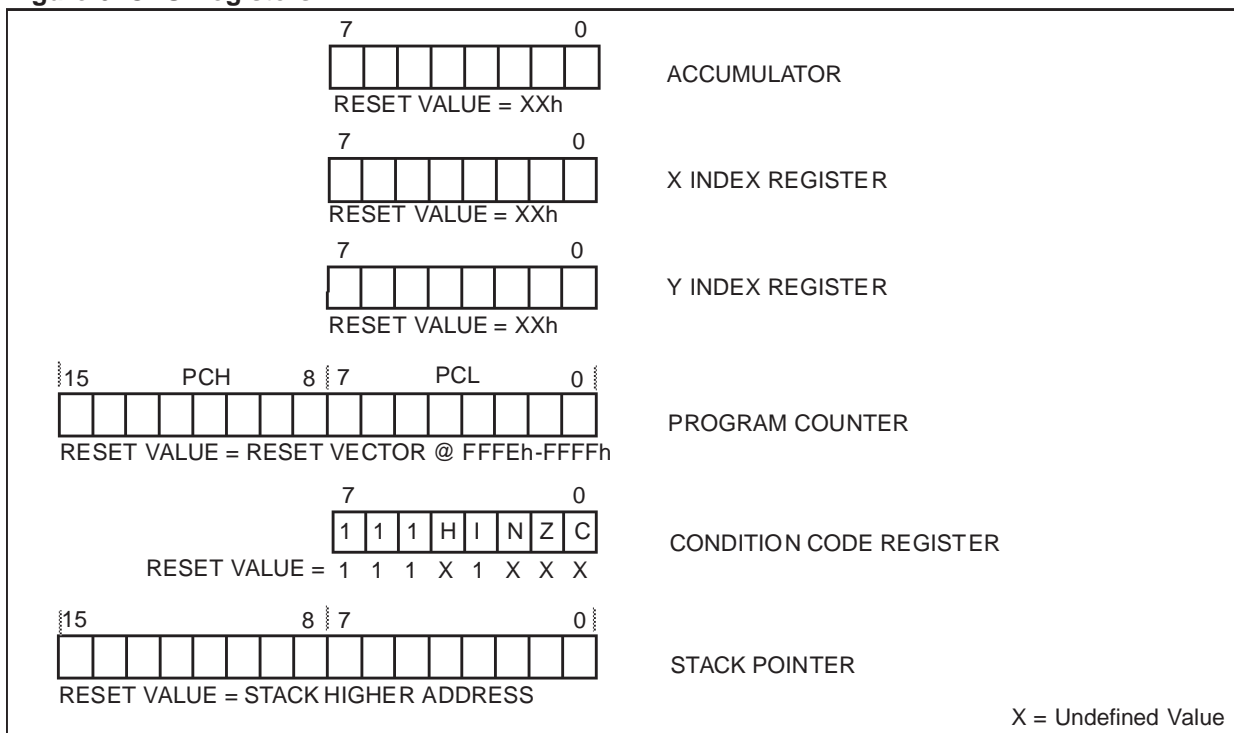 7 0
ACCUMULATOR
RESET VALUE = XXh
7 0
X INDEX REGISTER
RESET VALUE = XXh
7 0
Y INDEX REGISTER
RESET VALUE = XXh
15 PCH 8 7 PCL 0
PROGRAM COUNTER
RESET VALUE = RESET VECTOR @ FFFEh-FFFFh
7 0
1 1 1 H I N Z C
CONDITION CODE REGISTER
RESET VALUE = 1 1 1 X 1 X X X
15 8 7 0
STACK POINTER
RESET VALUE = STACK HIGHER ADDRESS
X = Undefined Value